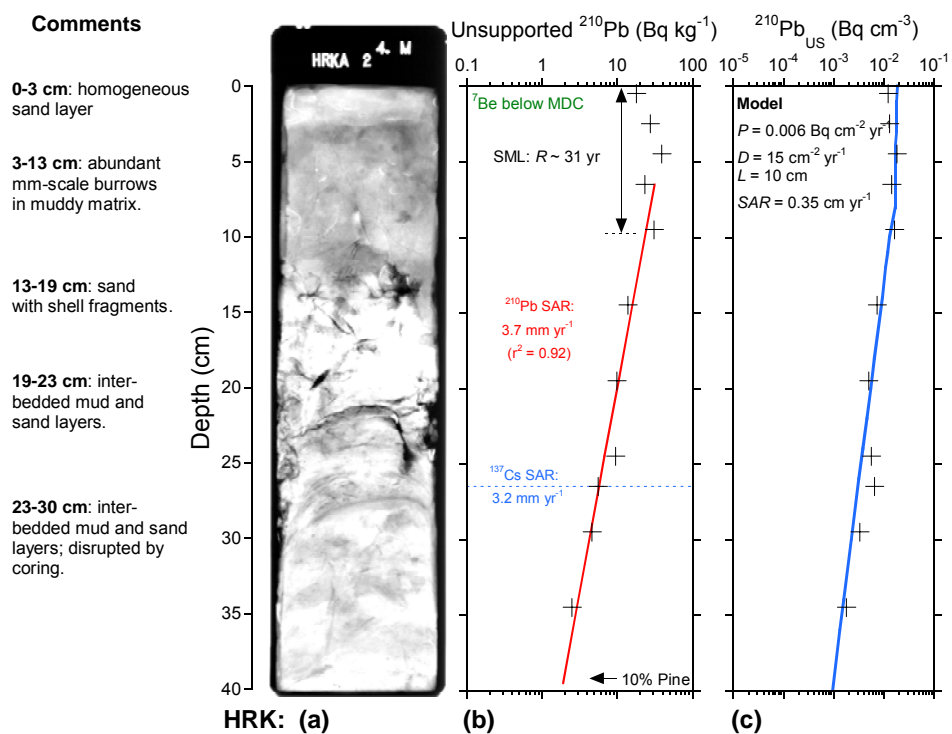 Comments
0-3 cm: homogeneous
sand layer
3-13 cm: abundant
mm-scale burrows
in muddy matrix.
13-19 cm: sand
with shell fragments.
19-23 cm: inter-
bedded mud and
sand layers.
23-30 cm: inter-
bedded mud and sand
layers; disrupted by
coring.
Depth (cm)
0
5
10
15
20
25
30
35
40
HRKA 2 4. M
HRK: (a)
Unsupported ²¹⁰Pb (Bq kg⁻¹)
0.1 1 10 100
⁷Be below MDC
SML: R ~ 31 yr
²¹⁰Pb SAR:
3.7 mm yr⁻¹
(r² = 0.92)
¹³⁷Cs SAR:
3.2 mm yr⁻¹
10% Pine
(b)
²¹⁰Pb_US (Bq cm⁻³)
10⁻⁵ 10⁻⁴ 10⁻³ 10⁻² 10⁻¹
Model
P = 0.006 Bq cm⁻² yr⁻¹
D = 15 cm⁻² yr⁻¹
L = 10 cm
SAR = 0.35 cm yr⁻¹
(c)